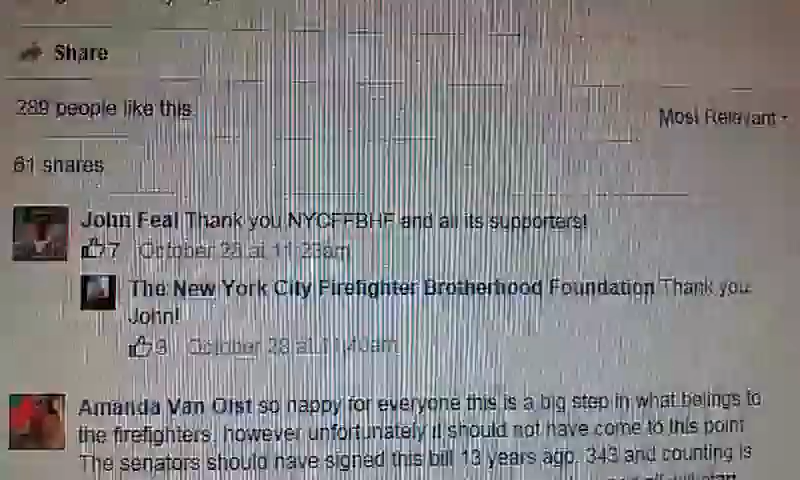 Share
289 people like this.
Most Relevant
61 shares
John Feal Thank you NYCFFBHF and all its supporters!
7 October 23 at 11:23am
The New York City Firefighter Brotherhood Foundation Thank you
John!
9 October 23 at 11:40am
Amanda Van Olst so happy for everyone this is a big step in what belings to
the firefighters, however unfortunately it should not have come to this point
The senators should have signed this bill 13 years ago. 343 and counting is